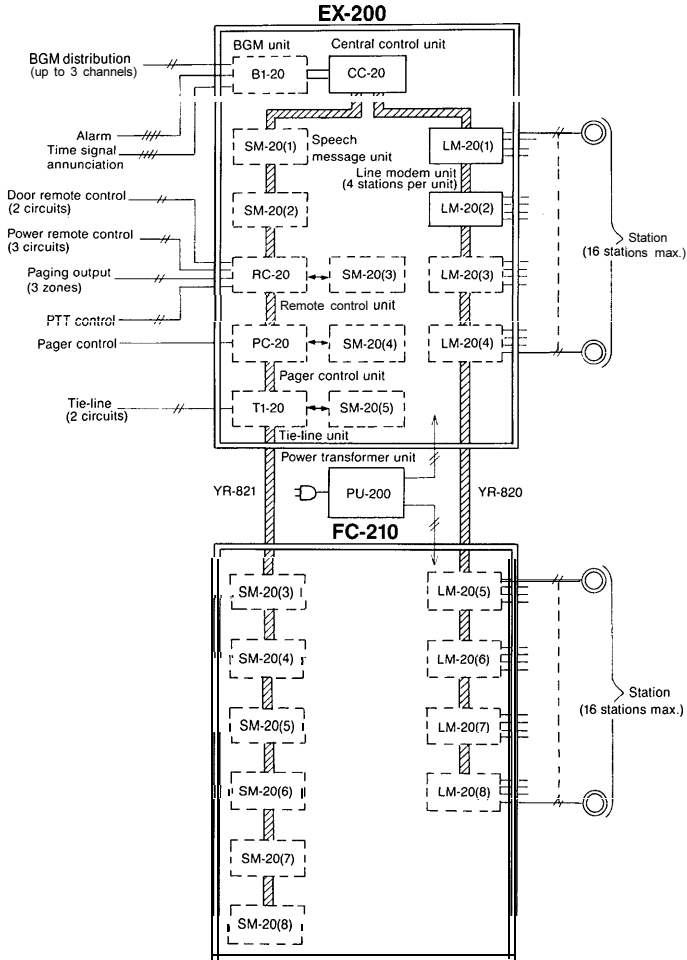 EX-200
BGM unit
Central control unit
BGM distribution
(up to 3 channels)
B1-20
CC-20
Alarm
Time signal
annunciation
SM-20(1)
Speech
message unit
LM-20(1)
Line modem unit
(4 stations per unit)
Door remote control
(2 circuits)
SM-20(2)
LM-20(2)
Power remote control
(3 circuits)
Station
(16 stations max.)
Paging output
(3 zones)
RC-20
SM-20(3)
LM-20(3)
Remote control unit
PTT control
Pager control
PC-20
SM-20(4)
LM-20(4)
Pager control unit
Tie-line
(2 circuits)
T1-20
SM-20(5)
Tie-line unit
Power transformer unit
YR-821
PU-200
YR-820
FC-210
SM-20(3)
LM-20(5)
SM-20(4)
LM-20(6)
Station
(16 stations max.)
SM-20(5)
LM-20(7)
SM-20(6)
LM-20(8)
SM-20(7)
SM-20(8)